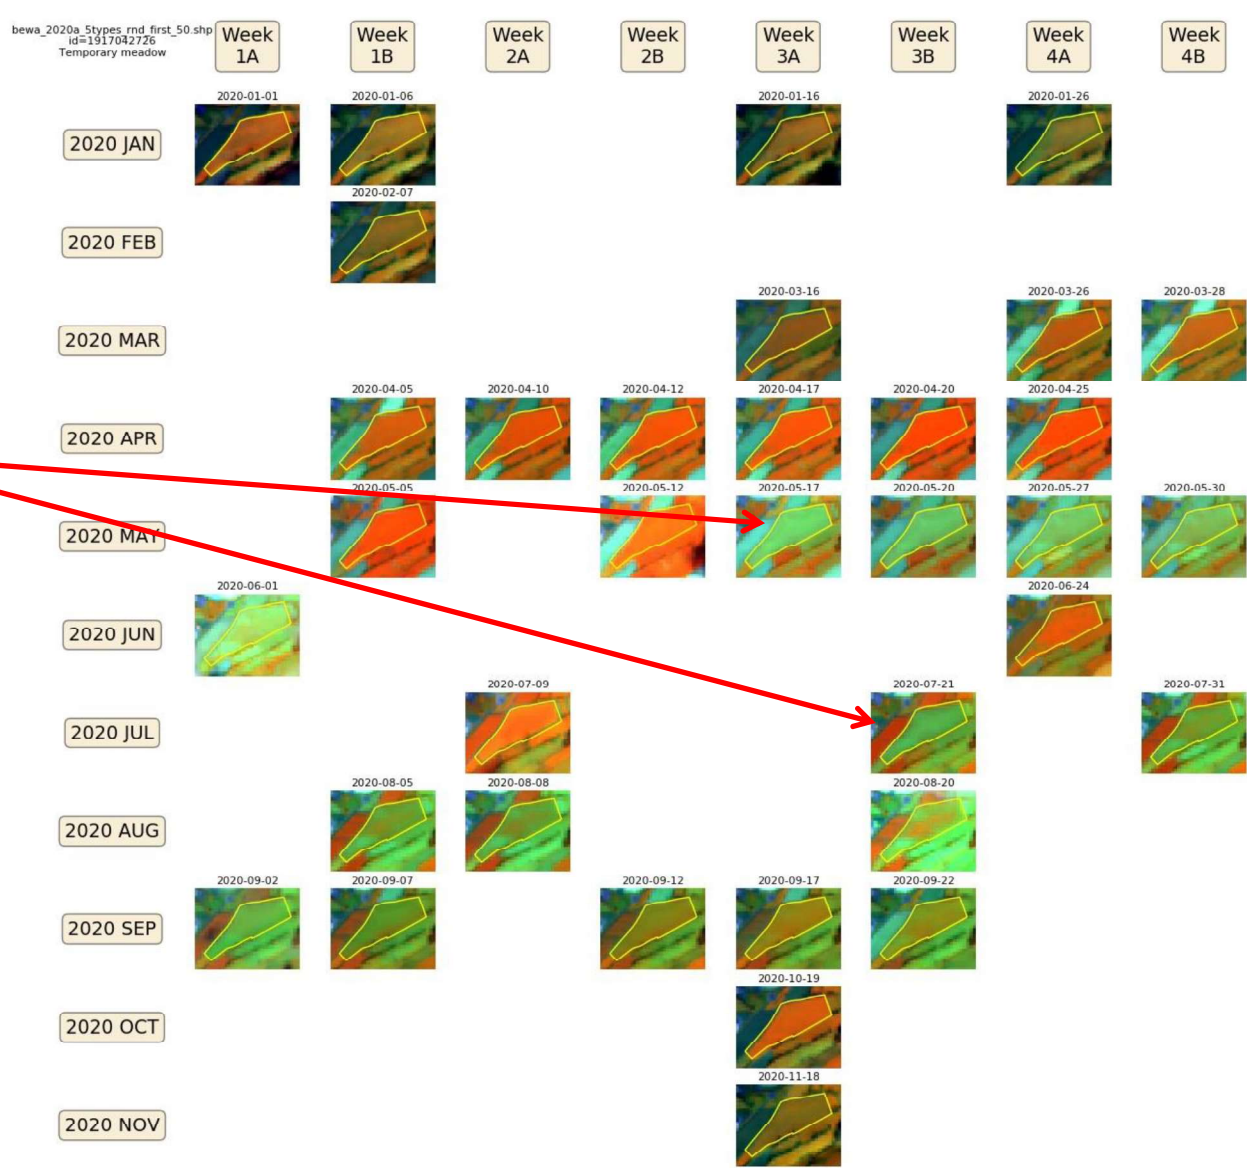 bewa_2020a_5types_rnd_first_50.shp
id=1917042726
Temporary meadow
Week 1A
Week 1B
Week 2A
Week 2B
Week 3A
Week 3B
Week 4A
Week 4B
2020 JAN
2020-01-01
2020-01-06
2020-01-16
2020-01-26
2020 FEB
2020-02-07
2020 MAR
2020-03-16
2020-03-26
2020-03-28
2020 APR
2020-04-05
2020-04-10
2020-04-12
2020-04-17
2020-04-20
2020-04-25
2020 MAY
2020-05-05
2020-05-12
2020-05-17
2020-05-20
2020-05-27
2020-05-30
2020 JUN
2020-06-01
2020-06-24
2020 JUL
2020-07-09
2020-07-21
2020-07-31
2020 AUG
2020-08-05
2020-08-08
2020-08-20
2020 SEP
2020-09-02
2020-09-07
2020-09-12
2020-09-17
2020-09-22
2020 OCT
2020-10-19
2020 NOV
2020-11-18